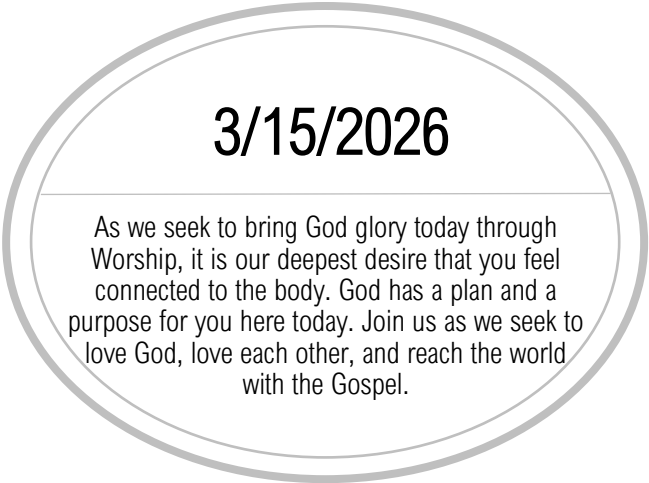 3/15/2026
As we seek to bring God glory today through
Worship, it is our deepest desire that you feel
connected to the body. God has a plan and a
purpose for you here today. Join us as we seek to
love God, love each other, and reach the world
with the Gospel.